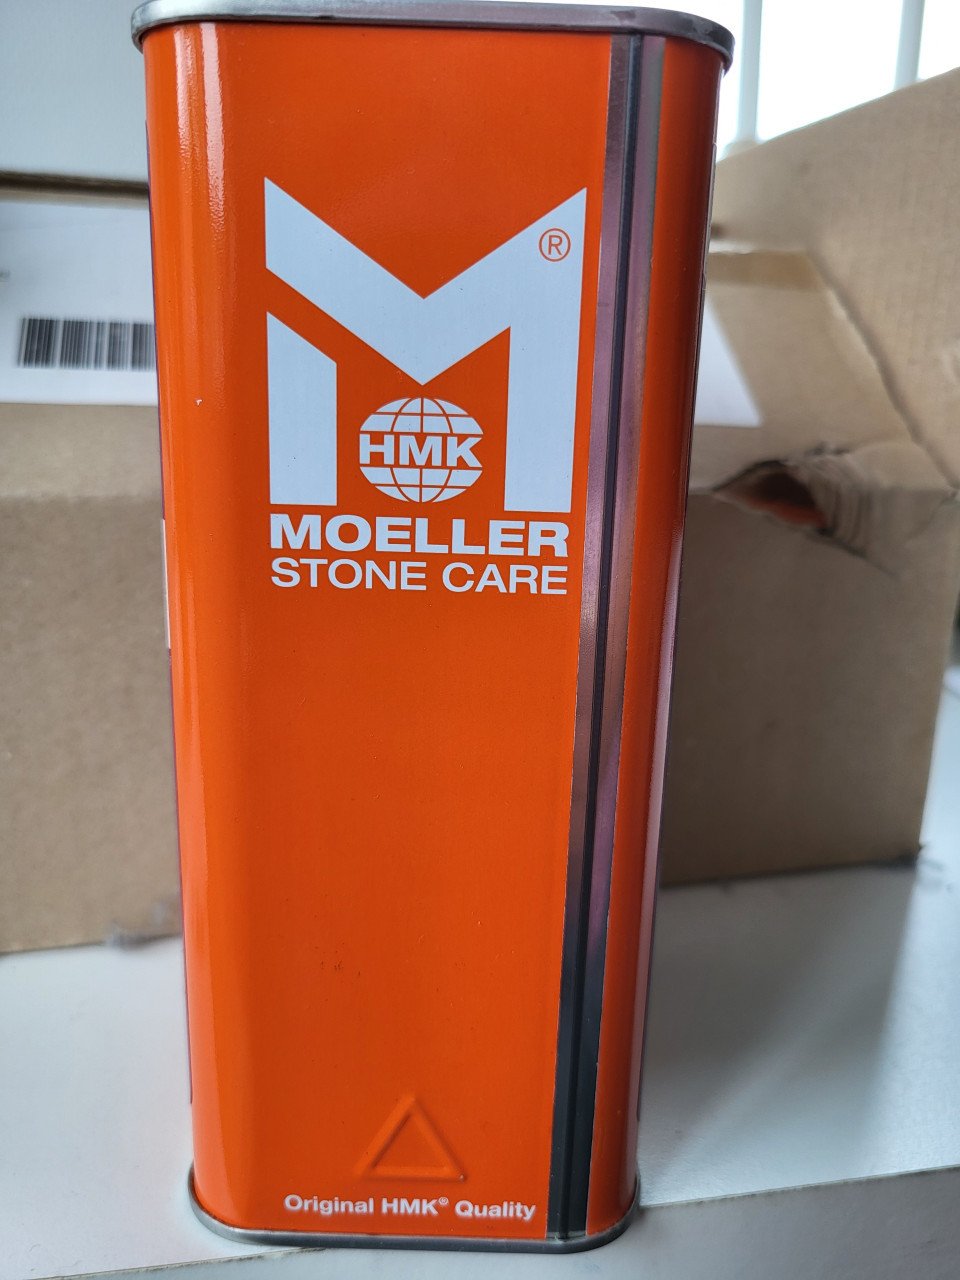 ®
HMK
MOELLER
STONE CARE
Original HMK® Quality